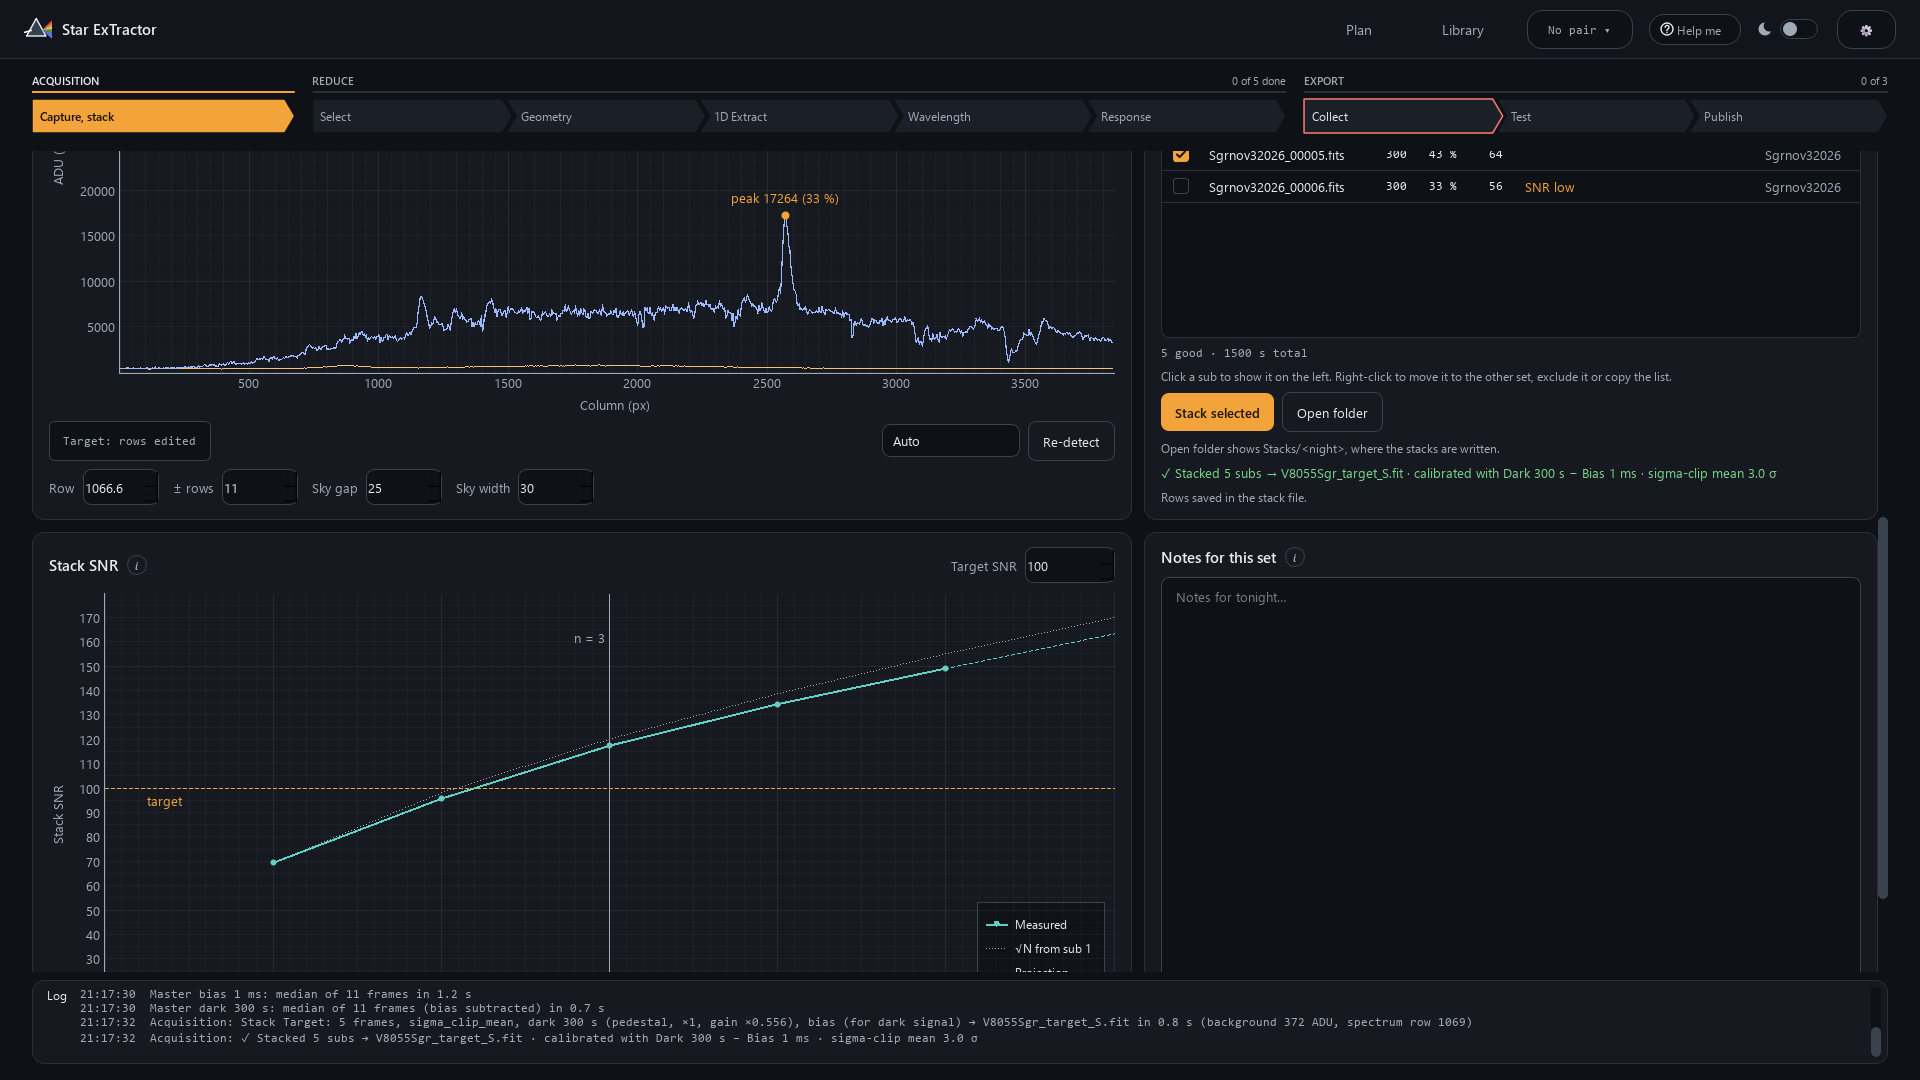 Star ExTractor
Plan
Library
No pair ▾
Help me
ACQUISITION
REDUCE
0 of 5 done
EXPORT
0 of 3
Capture, stack
Select
Geometry
1D Extract
Wavelength
Response
Collect
Test
Publish
ADU (
20000
15000
10000
5000
peak 17264 (33 %)
500
1000
1500
2000
2500
3000
3500
Column (px)
Target: rows edited
Auto
Re-detect
Row 1066.6 ± rows 11 Sky gap 25 Sky width 30
Sgrnov32026_00005.fits 300 43 % 64 Sgrnov32026
Sgrnov32026_00006.fits 300 33 % 56 SNR low Sgrnov32026
5 good · 1500 s total
Click a sub to show it on the left. Right-click to move it to the other set, exclude it or copy the list.
Stack selected
Open folder
Open folder shows Stacks/<night>, where the stacks are written.
✓ Stacked 5 subs → V8055Sgr_target_S.fit · calibrated with Dark 300 s − Bias 1 ms · sigma-clip mean 3.0 σ
Rows saved in the stack file.
Stack SNR i
Target SNR 100
170
160
150
140
130
120
110
100
90
80
70
60
50
40
30
Stack SNR
n = 3
target
Measured
√N from sub 1
Projection
Notes for this set i
Notes for tonight...
Log
21:17:30 Master bias 1 ms: median of 11 frames in 1.2 s
21:17:30 Master dark 300 s: median of 11 frames (bias subtracted) in 0.7 s
21:17:32 Acquisition: Stack Target: 5 frames, sigma_clip_mean, dark 300 s (pedestal, ×1, gain ×0.556), bias (for dark signal) → V8055Sgr_target_S.fit in 0.8 s (background 372 ADU, spectrum row 1069)
21:17:32 Acquisition: ✓ Stacked 5 subs → V8055Sgr_target_S.fit · calibrated with Dark 300 s − Bias 1 ms · sigma-clip mean 3.0 σ